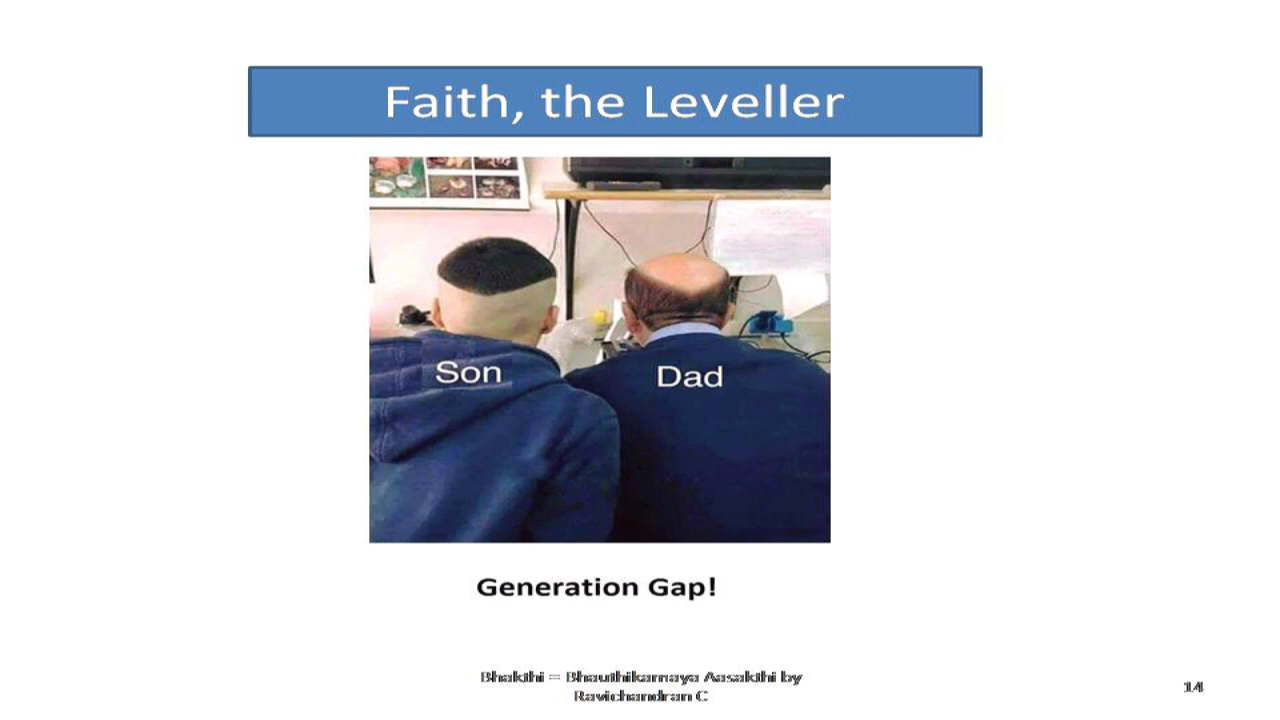 Faith, the Leveller
Son
Dad
Generation Gap!
Bhakthi = Bhauthikamaya Aasakthi by
Ravichandran C
14